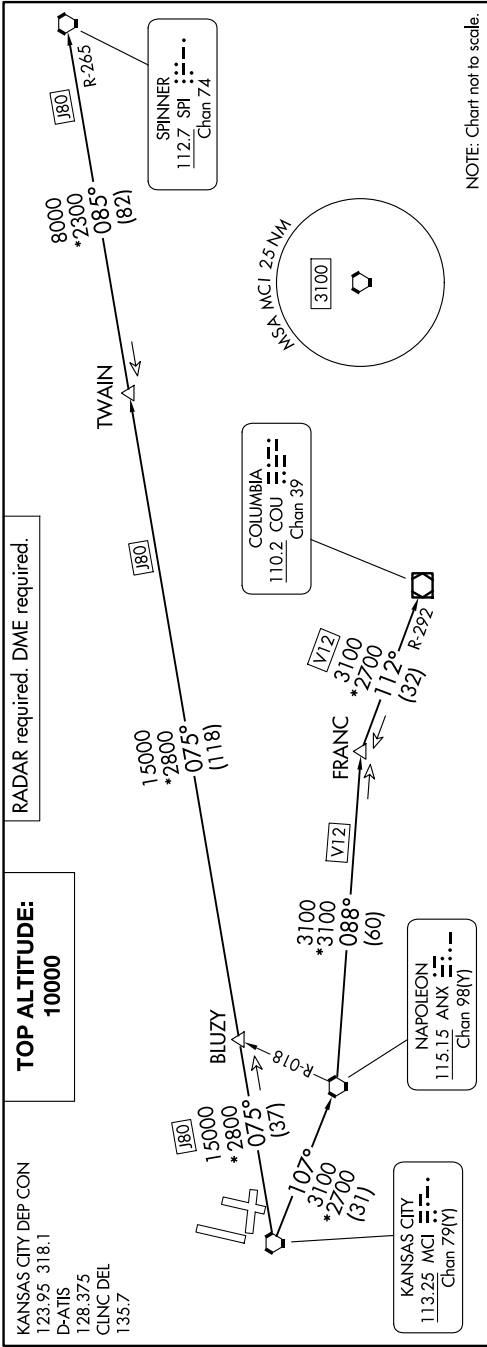 KANSAS CITY DEP CON
123.95 318.1
D-ATIS
128.375
CLNC DEL
135.7
TOP ALTITUDE:
10000
RADAR required. DME required.
J80
15000
*2800
075°
(37)
BLUZY
R-018
15000
*2800
075°
(118)
J80
TWAIN
8000
*2300
085°
(82)
J80
R-265
SPINNER
112.7 SPI
Chan 74
107°
3100
*2700
(31)
KANSAS CITY
113.25 MCI
Chan 79(Y)
NAPOLEON
115.15 ANX
Chan 98(Y)
3100
*3100
088°
(60)
V12
FRANC
V12
3100
*2700
112°
(32)
R-292
COLUMBIA
110.2 COU
Chan 39
MSA MCI 25 NM
3100
NOTE: Chart not to scale.